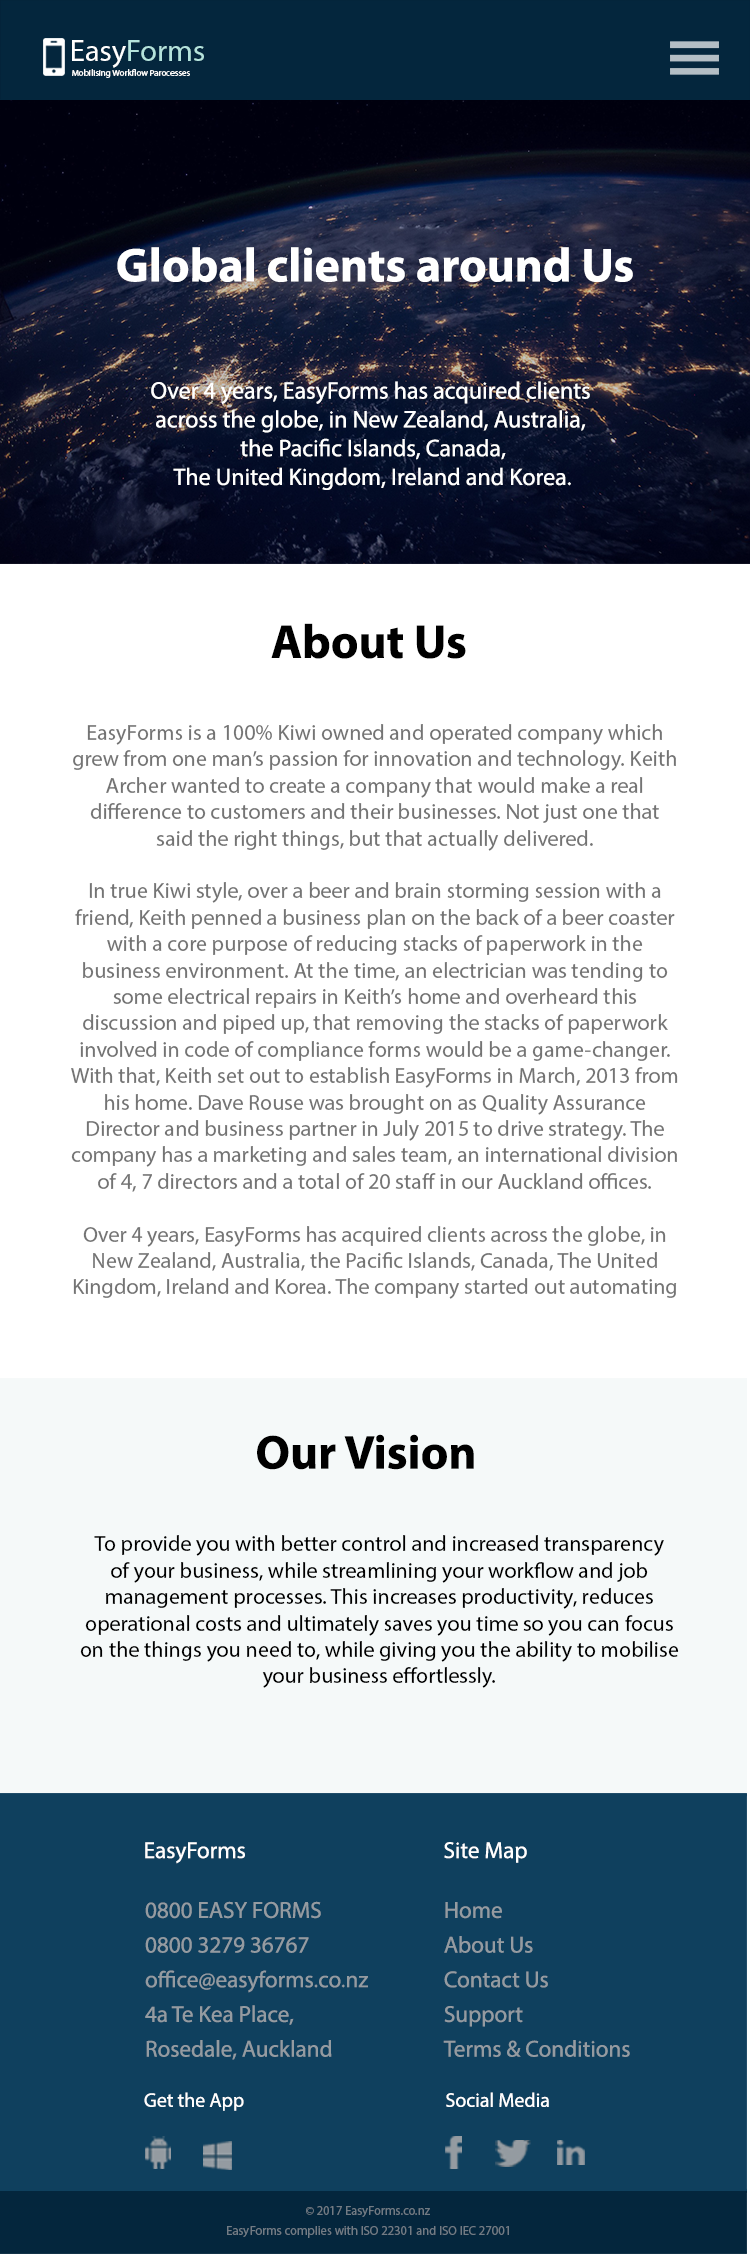 EasyForms
Mobilising Workflow Parocesses
Global clients around Us
Over 4 years, EasyForms has acquired clients
across the globe, in New Zealand, Australia,
the Pacific Islands, Canada,
The United Kingdom, Ireland and Korea.
About Us
EasyForms is a 100% Kiwi owned and operated company which
grew from one man’s passion for innovation and technology. Keith
Archer wanted to create a company that would make a real
difference to customers and their businesses. Not just one that
said the right things, but that actually delivered.
In true Kiwi style, over a beer and brain storming session with a
friend, Keith penned a business plan on the back of a beer coaster
with a core purpose of reducing stacks of paperwork in the
business environment. At the time, an electrician was tending to
some electrical repairs in Keith’s home and overheard this
discussion and piped up, that removing the stacks of paperwork
involved in code of compliance forms would be a game-changer.
With that, Keith set out to establish EasyForms in March, 2013 from
his home. Dave Rouse was brought on as Quality Assurance
Director and business partner in July 2015 to drive strategy. The
company has a marketing and sales team, an international division
of 4, 7 directors and a total of 20 staff in our Auckland offices.
Over 4 years, EasyForms has acquired clients across the globe, in
New Zealand, Australia, the Pacific Islands, Canada, The United
Kingdom, Ireland and Korea. The company started out automating
Our Vision
To provide you with better control and increased transparency
of your business, while streamlining your workflow and job
management processes. This increases productivity, reduces
operational costs and ultimately saves you time so you can focus
on the things you need to, while giving you the ability to mobilise
your business effortlessly.
EasyForms
0800 EASY FORMS
0800 3279 36767
office@easyforms.co.nz
4a Te Kea Place,
Rosedale, Auckland
Site Map
Home
About Us
Contact Us
Support
Terms & Conditions
Get the App
Social Media
© 2017 EasyForms.co.nz
EasyForms complies with ISO 22301 and ISO IEC 27001